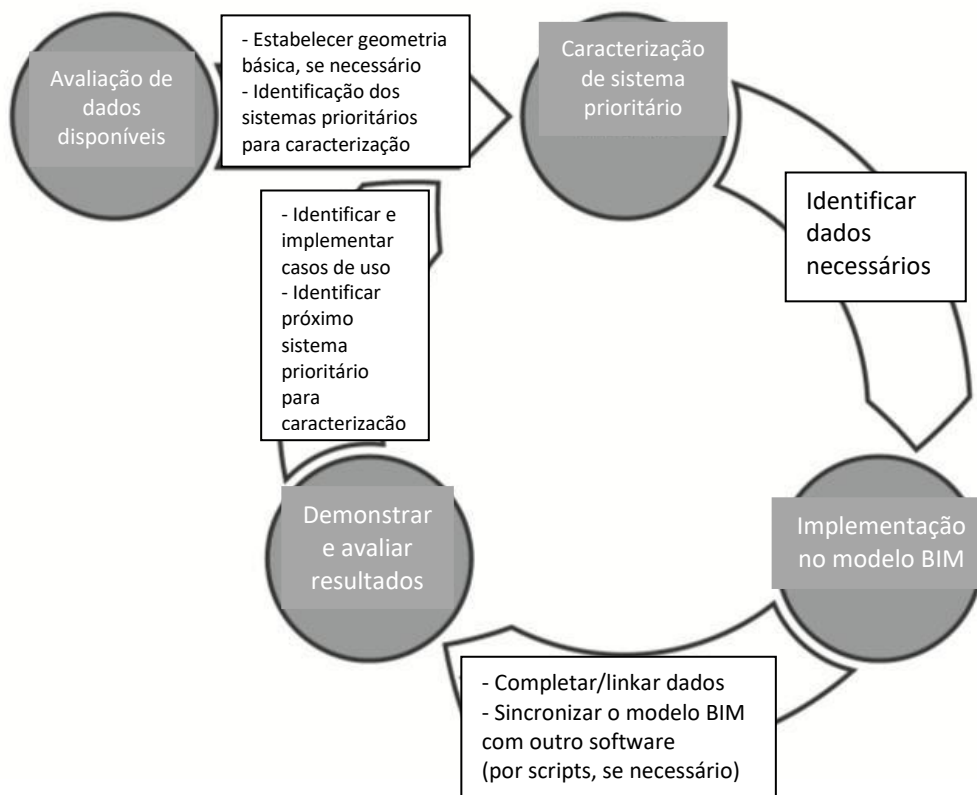 Avaliação de
dados
disponíveis
- Estabelecer geometria
básica, se necessário
- Identificação dos
sistemas prioritários
para caracterização
Caracterização
de sistema
prioritário
Identificar
dados
necessários
Implementação
no modelo BIM
- Completar/linkar dados
- Sincronizar o modelo BIM
com outro software
(por scripts, se necessário)
Demonstrar
e avaliar
resultados
- Identificar e
implementar
casos de uso
- Identificar
próximo
sistema
prioritário
para
caracterização